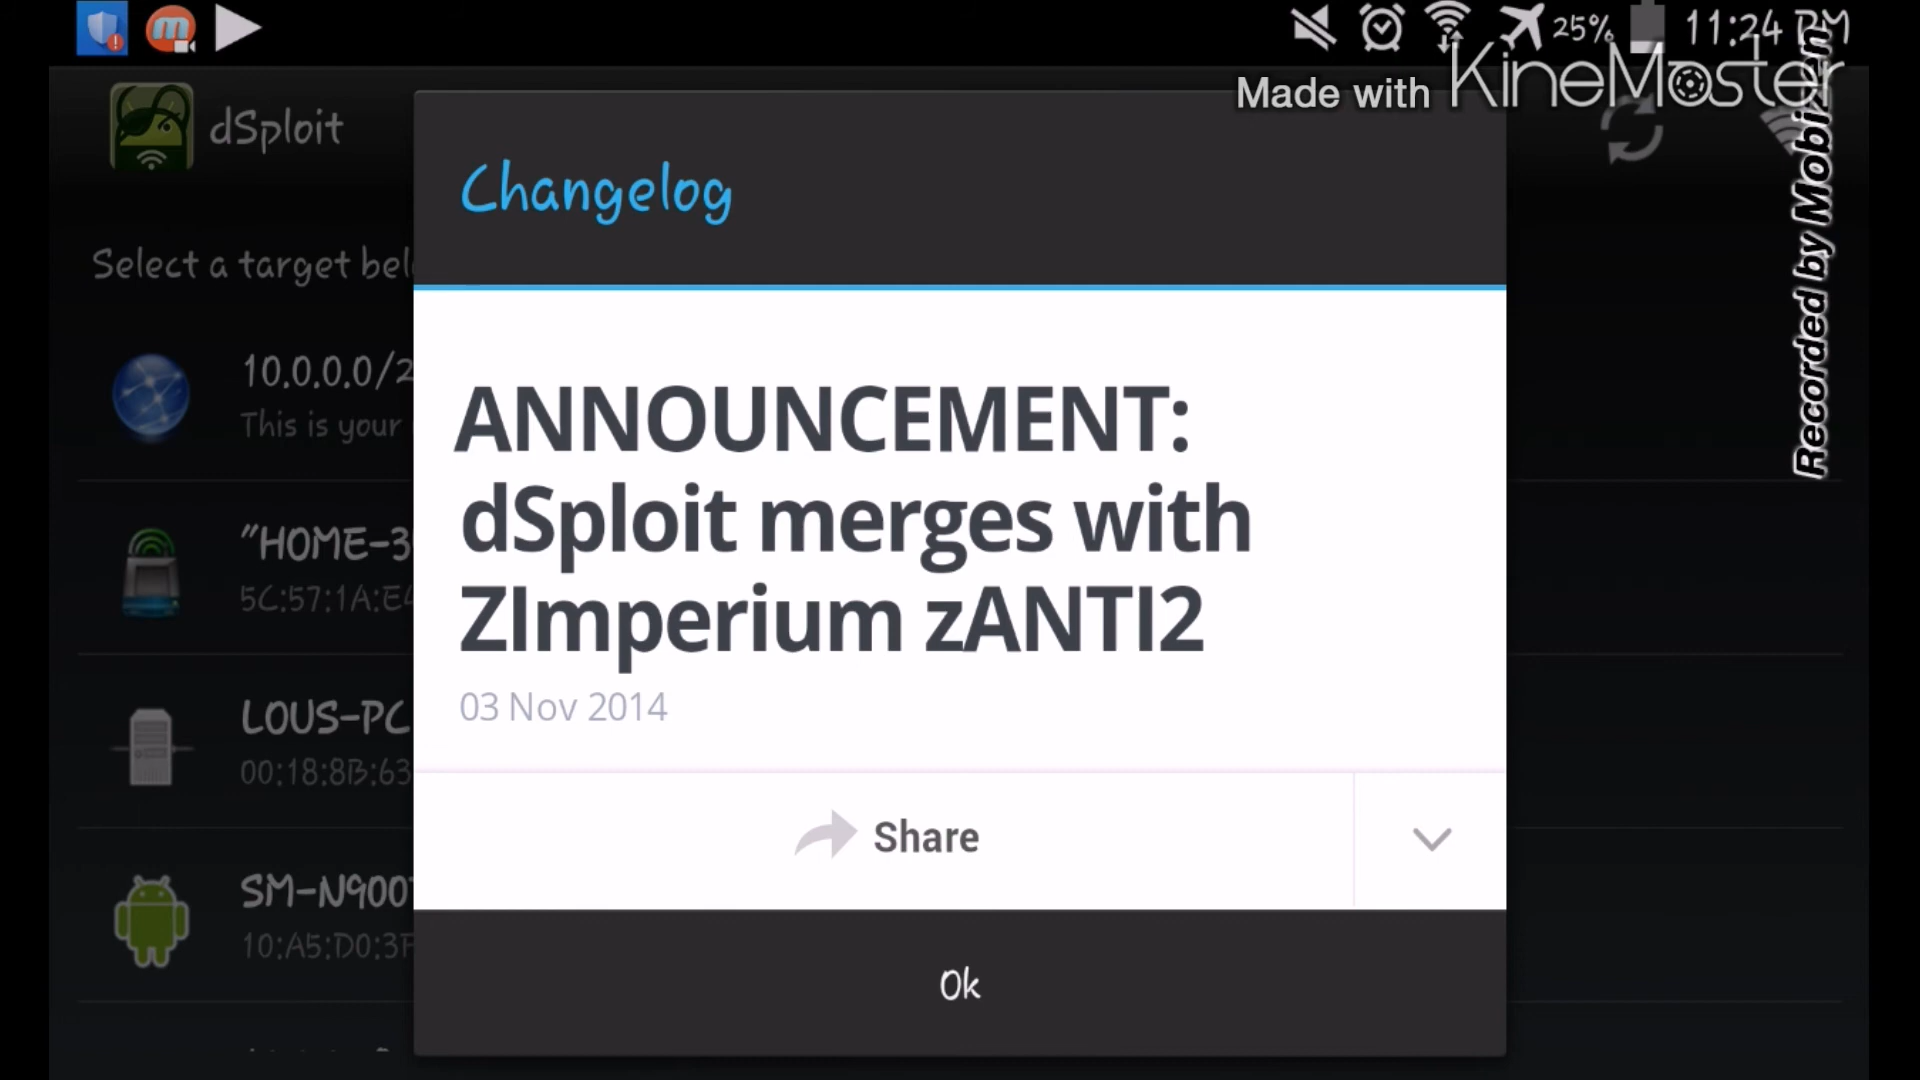 25% 11:24 PM
Made with KineMaster
Recorded by Mobizen
dSploit
Changelog
Select a target bel
10.0.0.0/2
This is your
"HOME-3
5C:57:1A:E4
LOUS-PC
00:18:8B:63
SM-N900
10:A5:D0:3F
ANNOUNCEMENT:
dSploit merges with
ZImperium zANTI2
03 Nov 2014
Share
Ok